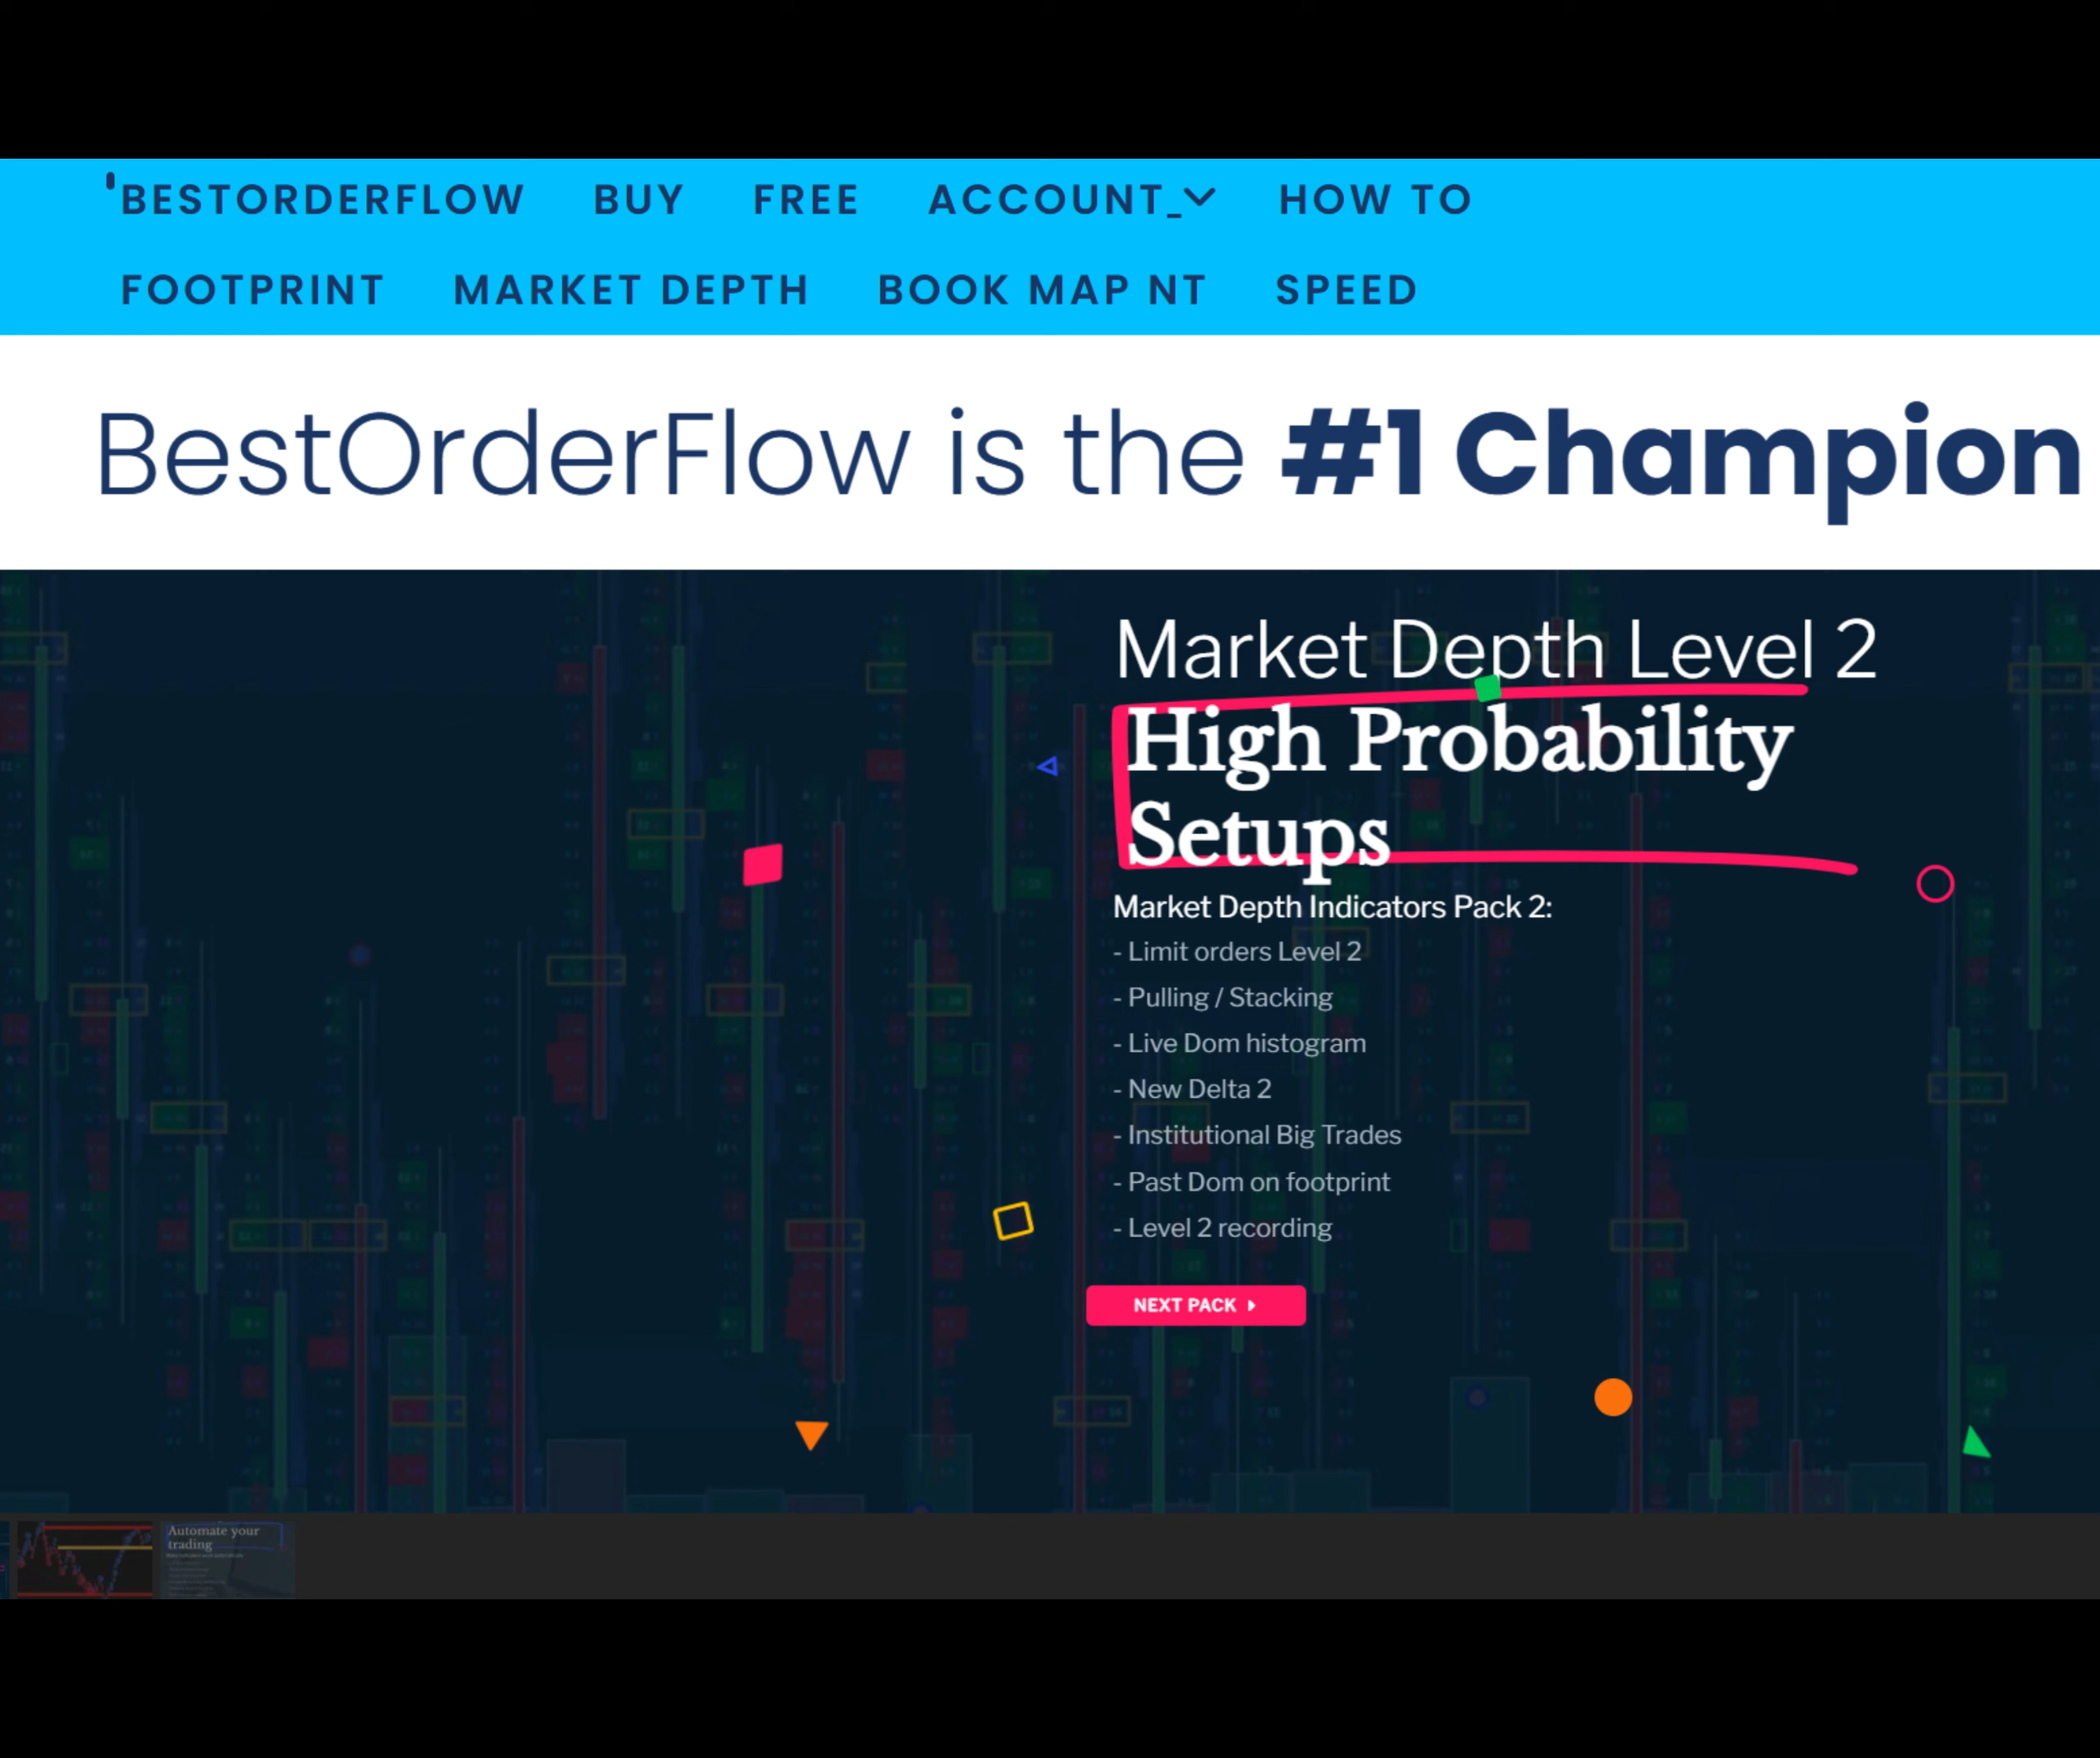 BESTORDERFLOW BUY FREE ACCOUNT_ HOW TO
FOOTPRINT MARKET DEPTH BOOK MAP NT SPEED
BestOrderFlow is the #1 Champion
Market Depth Level 2
High Probability
Setups
Market Depth Indicators Pack 2:
- Limit orders Level 2
- Pulling / Stacking
- Live Dom histogram
- New Delta 2
- Institutional Big Trades
- Past Dom on footprint
- Level 2 recording
NEXT PACK
Automate your
trading